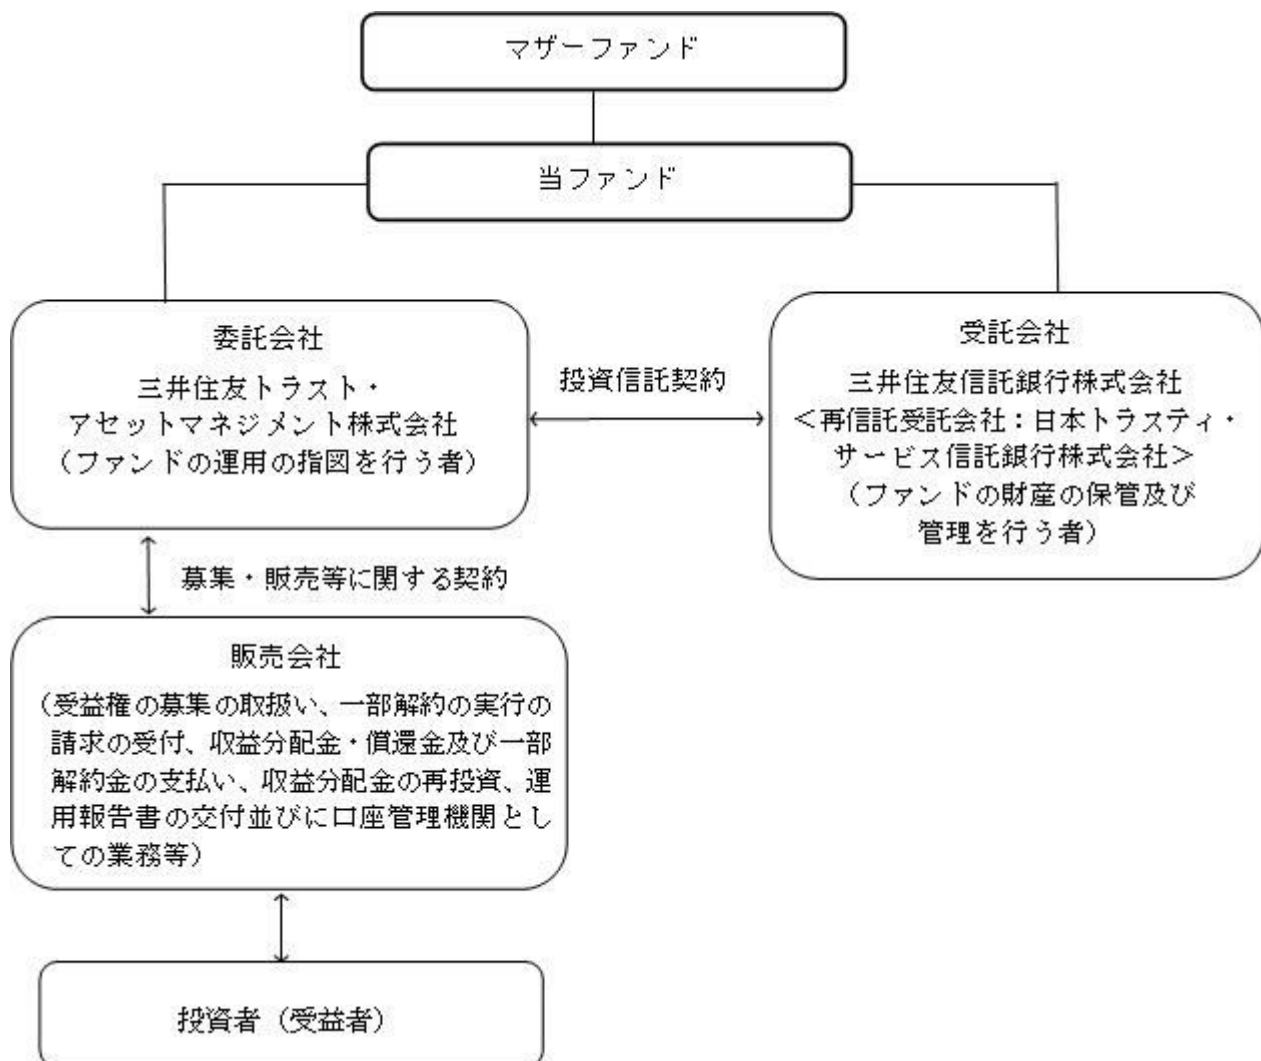 マザーファンド
当ファンド
委託会社
三井住友トラスト・
アセットマネジメント株式会社
（ファンドの運用の指図を行う者）
投資信託契約
受託会社
三井住友信託銀行株式会社
＜再信託受託会社：日本トラスティ・
サービス信託銀行株式会社＞
（ファンドの財産の保管及び
管理を行う者）
募集・販売等に関する契約
販売会社
（受益権の募集の取扱い、一部解約の実行の
請求の受付、収益分配金・償還金及び一部
解約金の支払い、収益分配金の再投資、運
用報告書の交付並びに口座管理機関とし
ての業務等）
投資者（受益者）